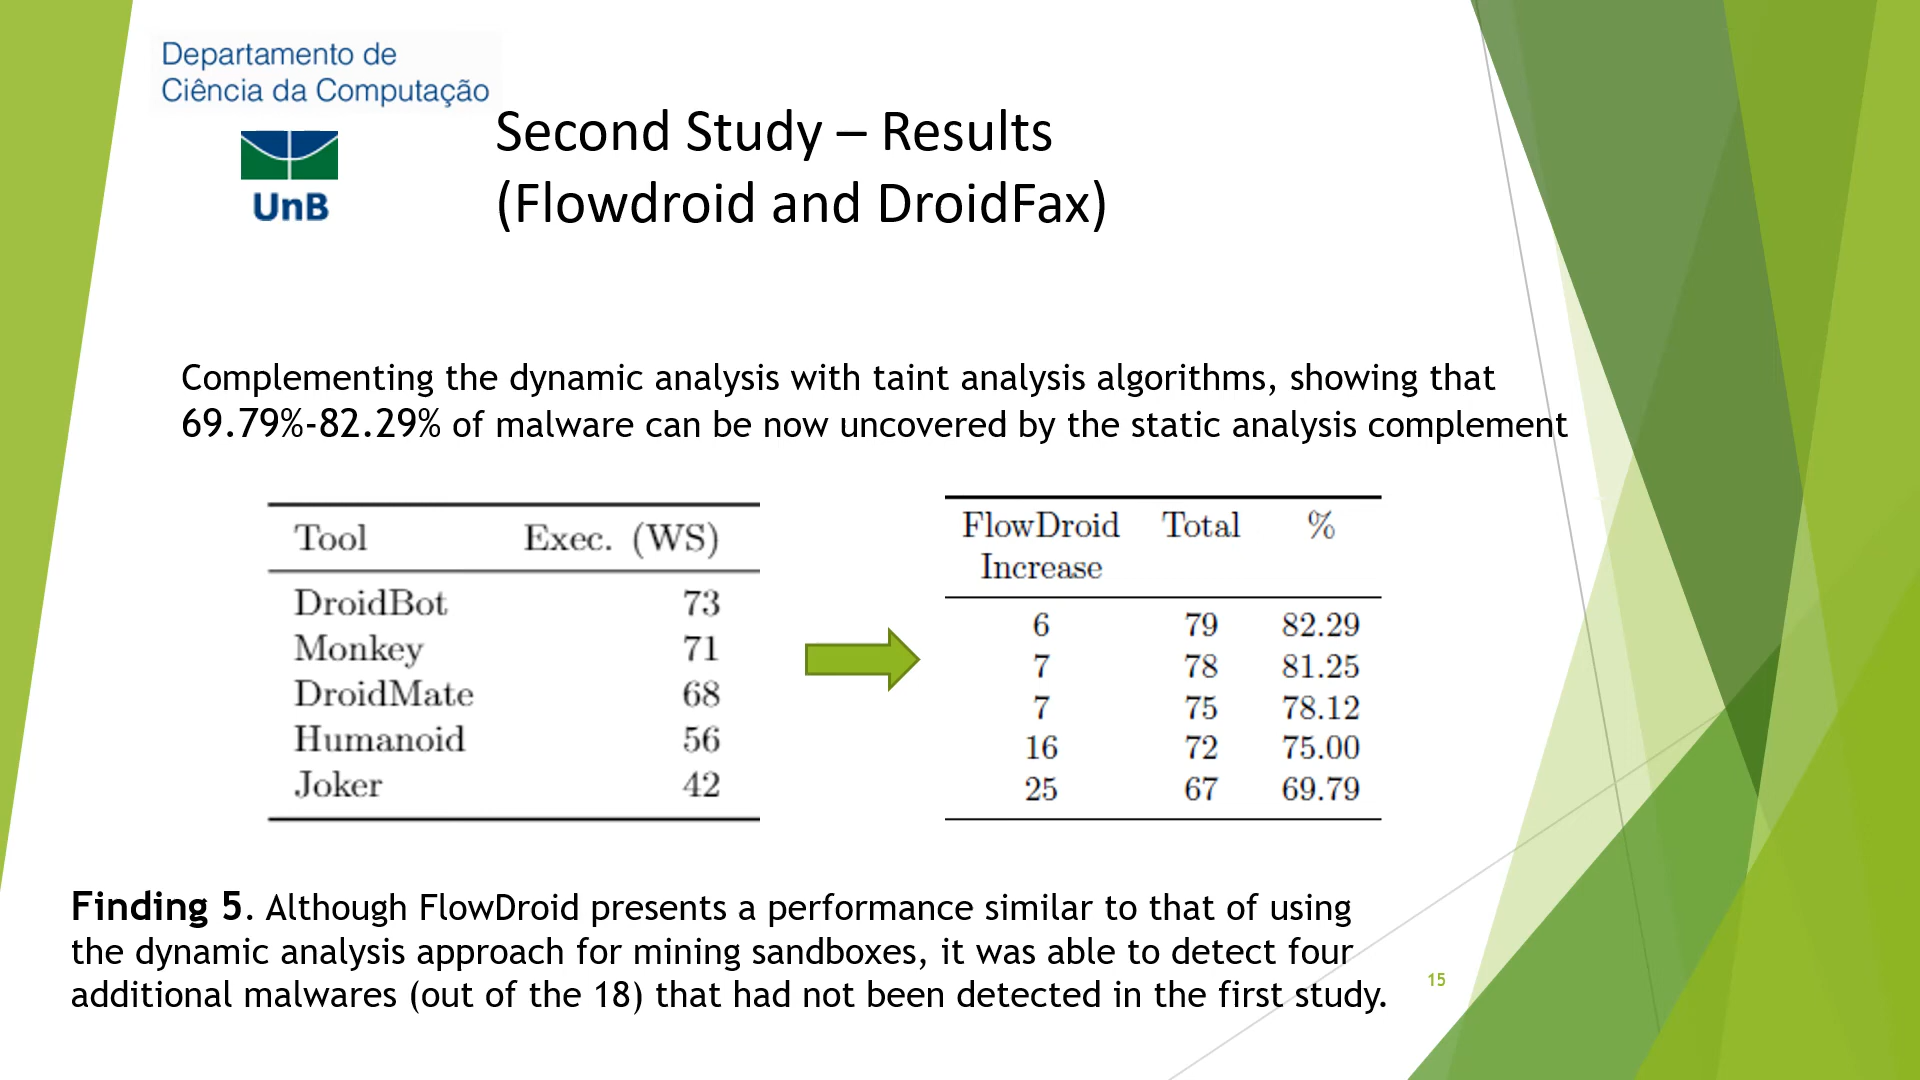 Departamento de
Ciência da Computação
UnB
Second Study – Results
(Flowdroid and DroidFax)
Complementing the dynamic analysis with taint analysis algorithms, showing that
69.79%-82.29% of malware can be now uncovered by the static analysis complement
Tool Exec. (WS)
DroidBot 73
Monkey 71
DroidMate 68
Humanoid 56
Joker 42
FlowDroid Total %
Increase
6 79 82.29
7 78 81.25
7 75 78.12
16 72 75.00
25 67 69.79
Finding 5. Although FlowDroid presents a performance similar to that of using
the dynamic analysis approach for mining sandboxes, it was able to detect four
additional malwares (out of the 18) that had not been detected in the first study.
15